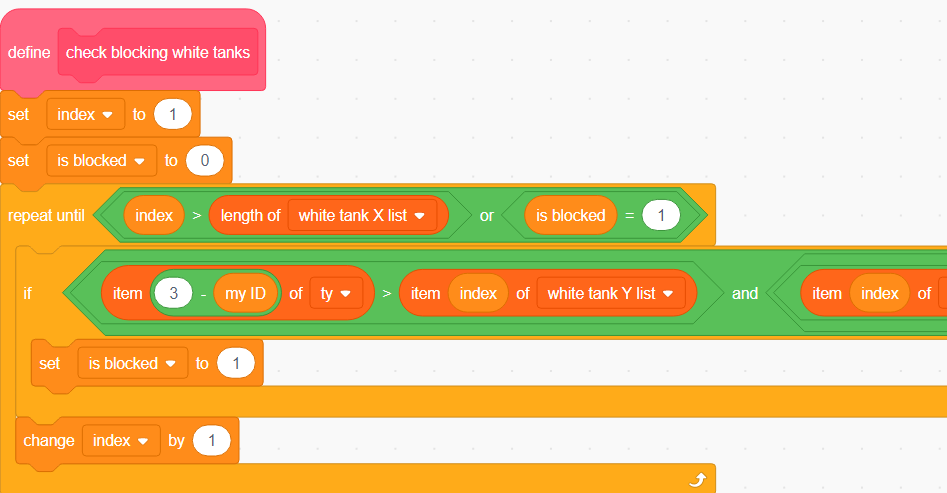 define check blocking white tanks
set index to 1
set is blocked to 0
repeat until index > length of white tank X list or is blocked = 1
if item 3 - my ID of ty > item index of white tank Y list and item index of
set is blocked to 1
change index by 1